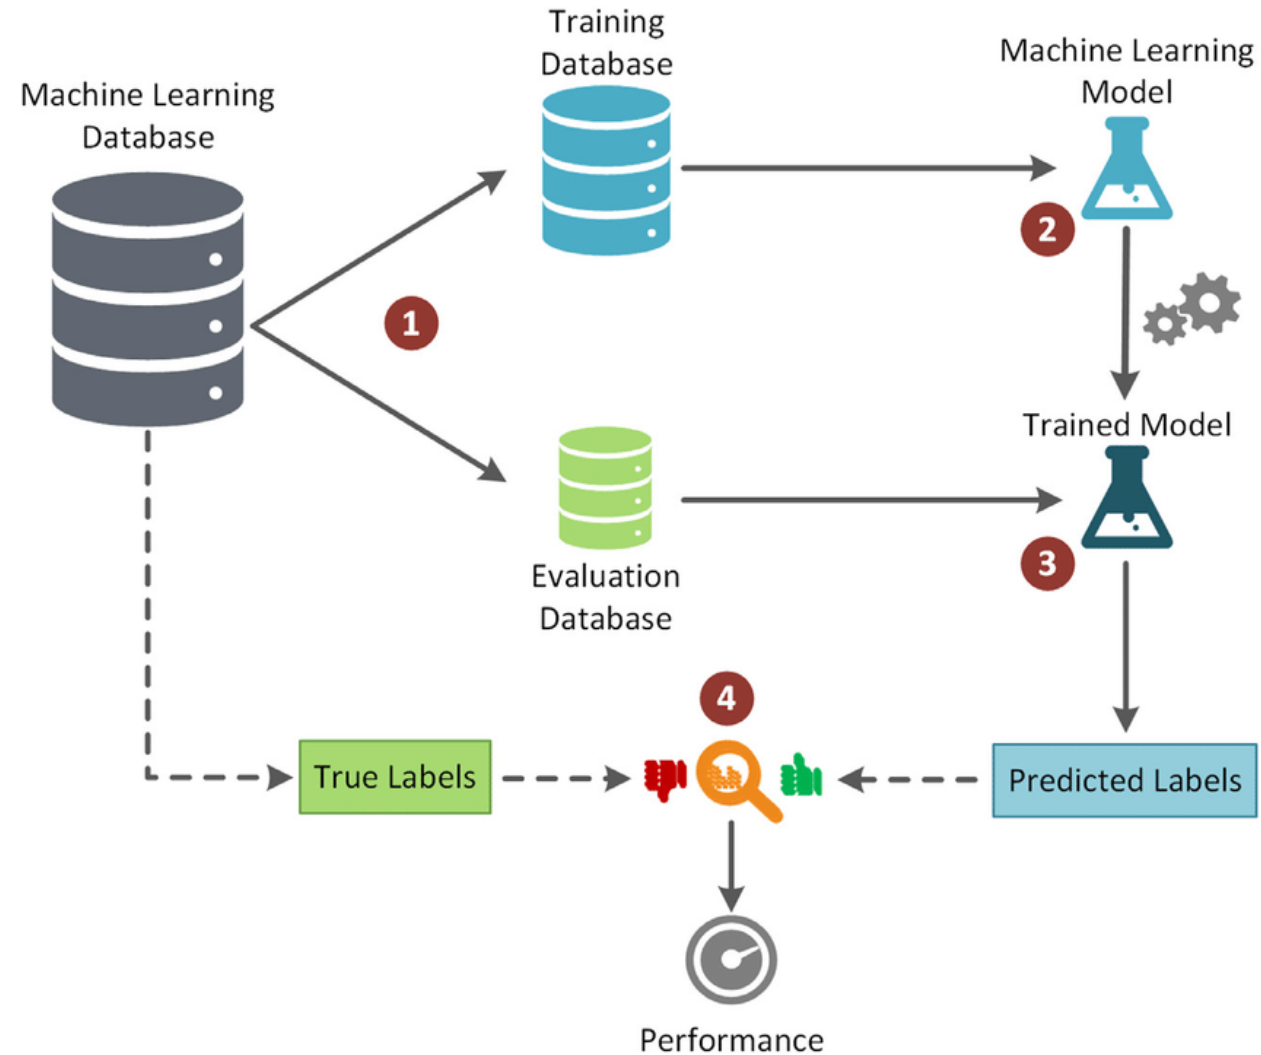 Training
Database
Machine Learning
Model
Machine Learning
Database
2
1
Trained Model
3
Evaluation
Database
4
True Labels
Predicted Labels
Performance